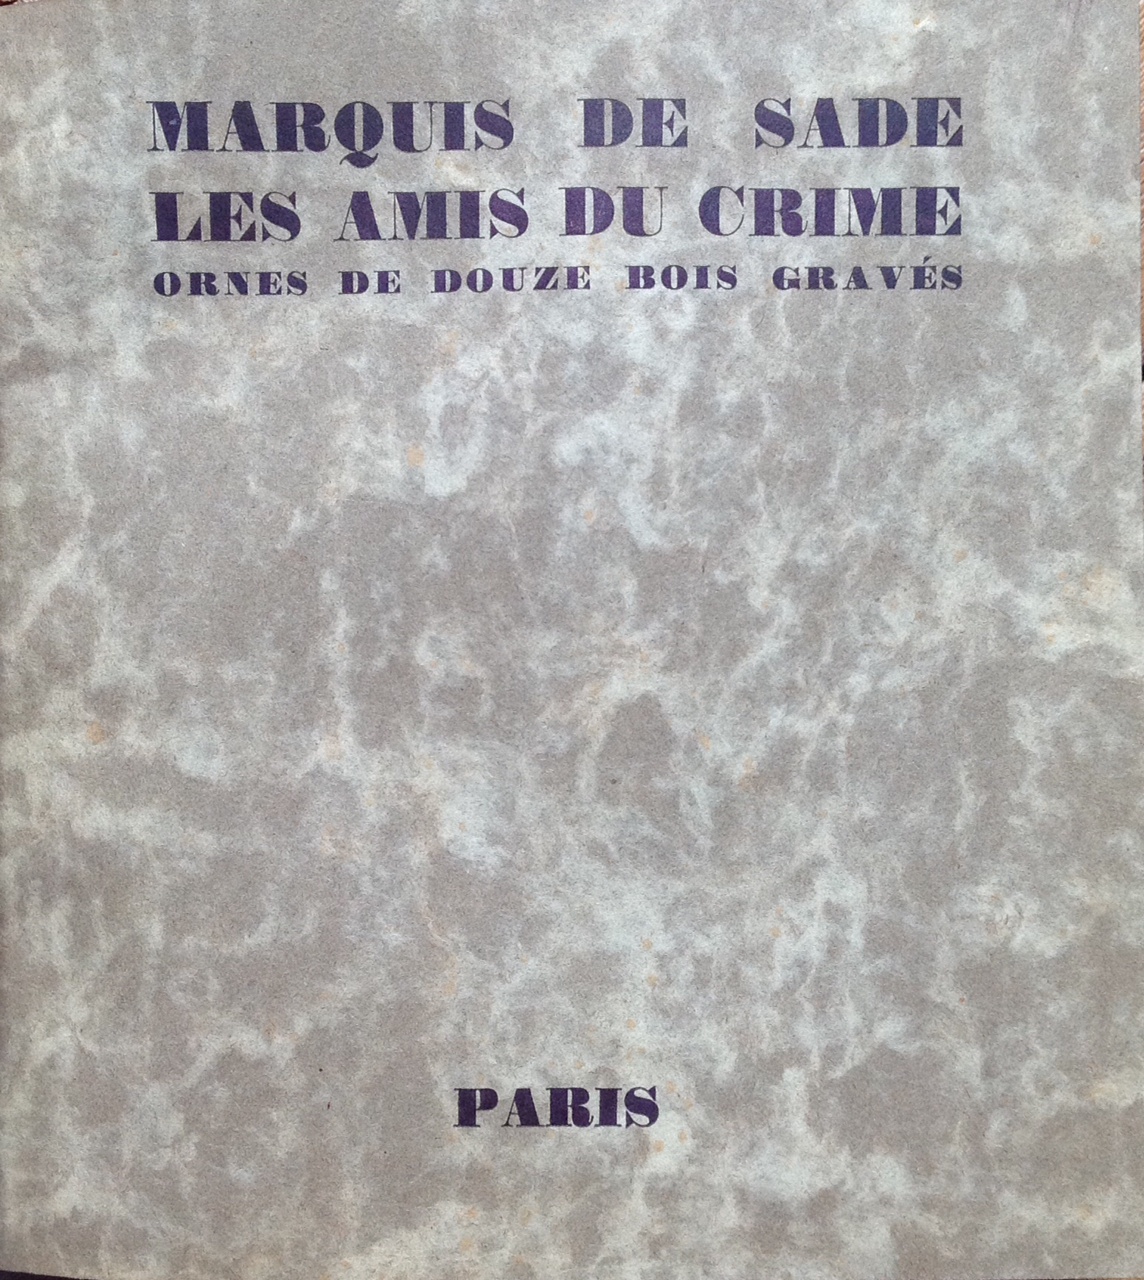 MARQUIS DE SADE
LES AMIS DU CRIME
ORNES DE DOUZE BOIS GRAVÉS
PARIS